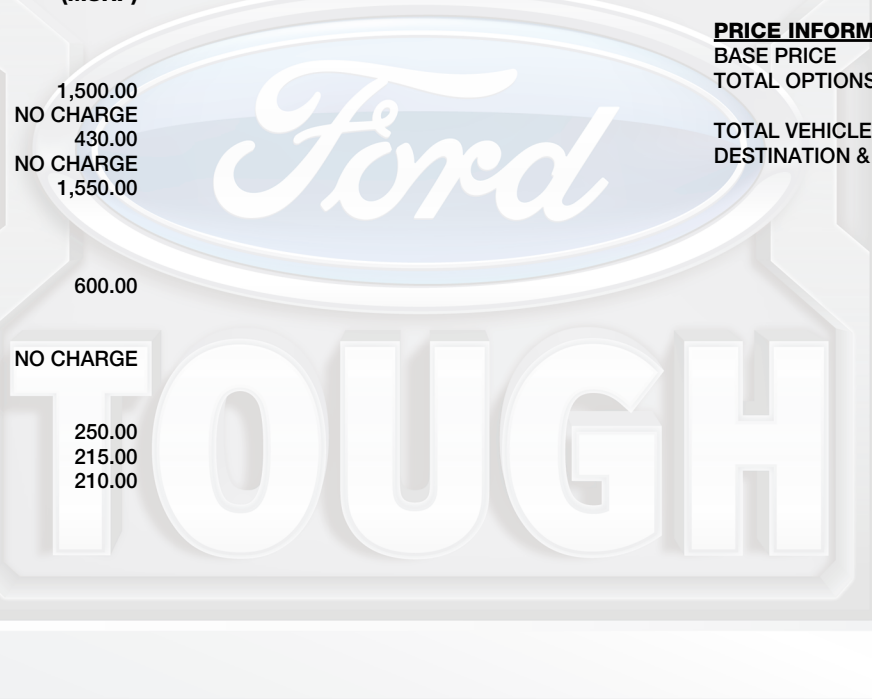 (MSRP)
1,500.00
NO CHARGE
430.00
NO CHARGE
1,550.00
600.00
NO CHARGE
250.00
215.00
210.00
PRICE INFORM
BASE PRICE
TOTAL OPTIONS
TOTAL VEHICLE
DESTINATION &
Ford
TOUGH